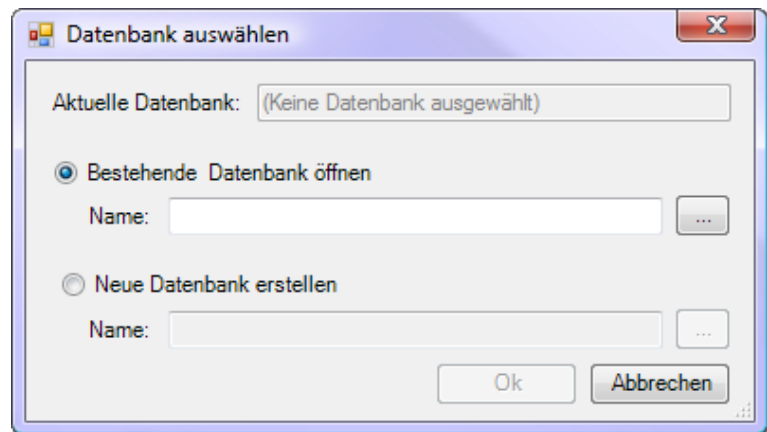 Datenbank auswählen
Aktuelle Datenbank: (Keine Datenbank ausgewählt)
Bestehende Datenbank öffnen
Name: ...
Neue Datenbank erstellen
Name: ...
Ok Abbrechen